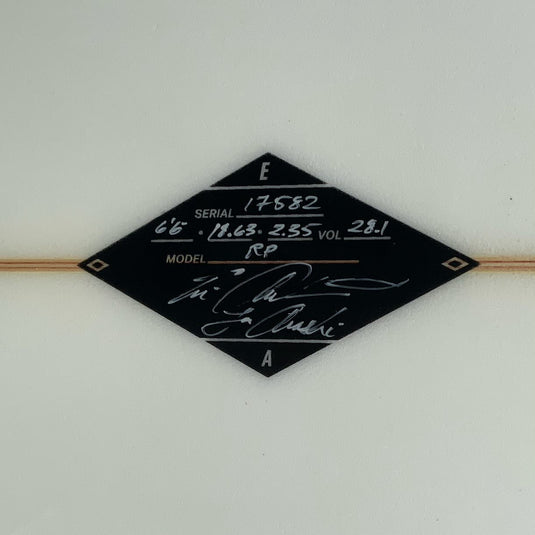 E
SERIAL 17582
6'6 · 19.63 · 2.35 VOL 28.1
MODEL RP
A